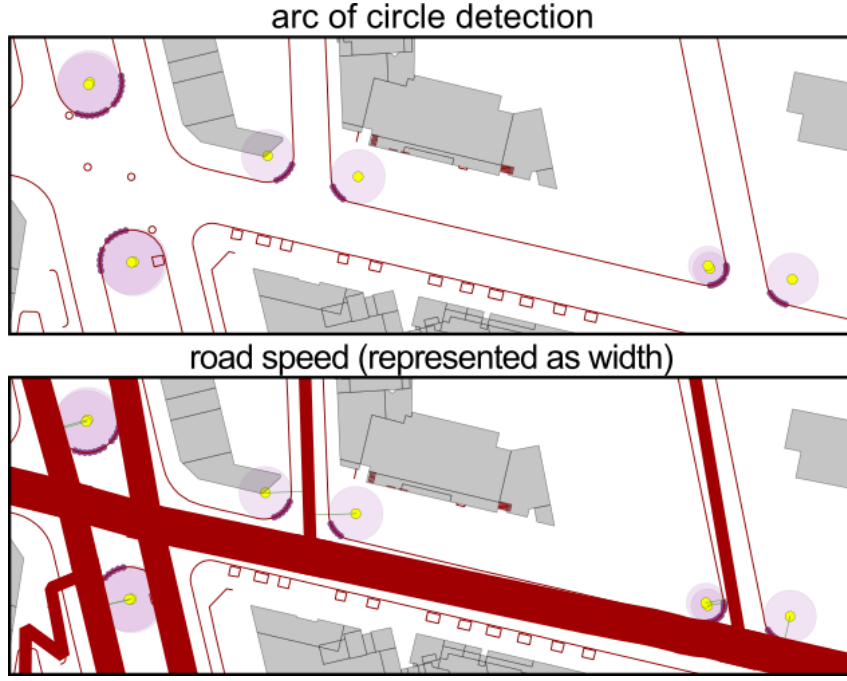 arc of circle detection
road speed (represented as width)